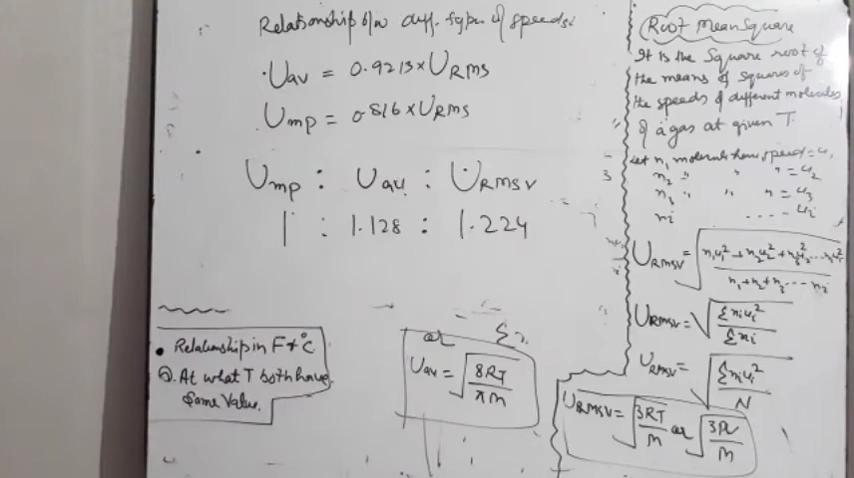 Relationship b/w diff. type of speeds.
Uav = 0.9213 × URMS
Ump = 0.816 × URMS
Ump : Uav : URMSV
1 : 1.128 : 1.224
• Relationship in F & °C
Q. At what T both have
Same Value.
or Σ
Uav = √(8RT/πM)
Root Mean Square
It is the Square root of
the means of squares of
the speeds of different molecules
of a gas at given T.
Let n₁ molecules have speed = u₁
n₂ " " " = u₂
n₃ " " " = u₃
ni ---- ui
URMSV = √(n₁u₁² + n₂u₂² + n₃u₃² ... niui² / n₁ + n₂ + n₃ --- ni)
URMSV = √(Σniui² / Σni)
URMSV = √(Σniui² / N)
URMSV = √(3RT/M) or √(3PV/M)